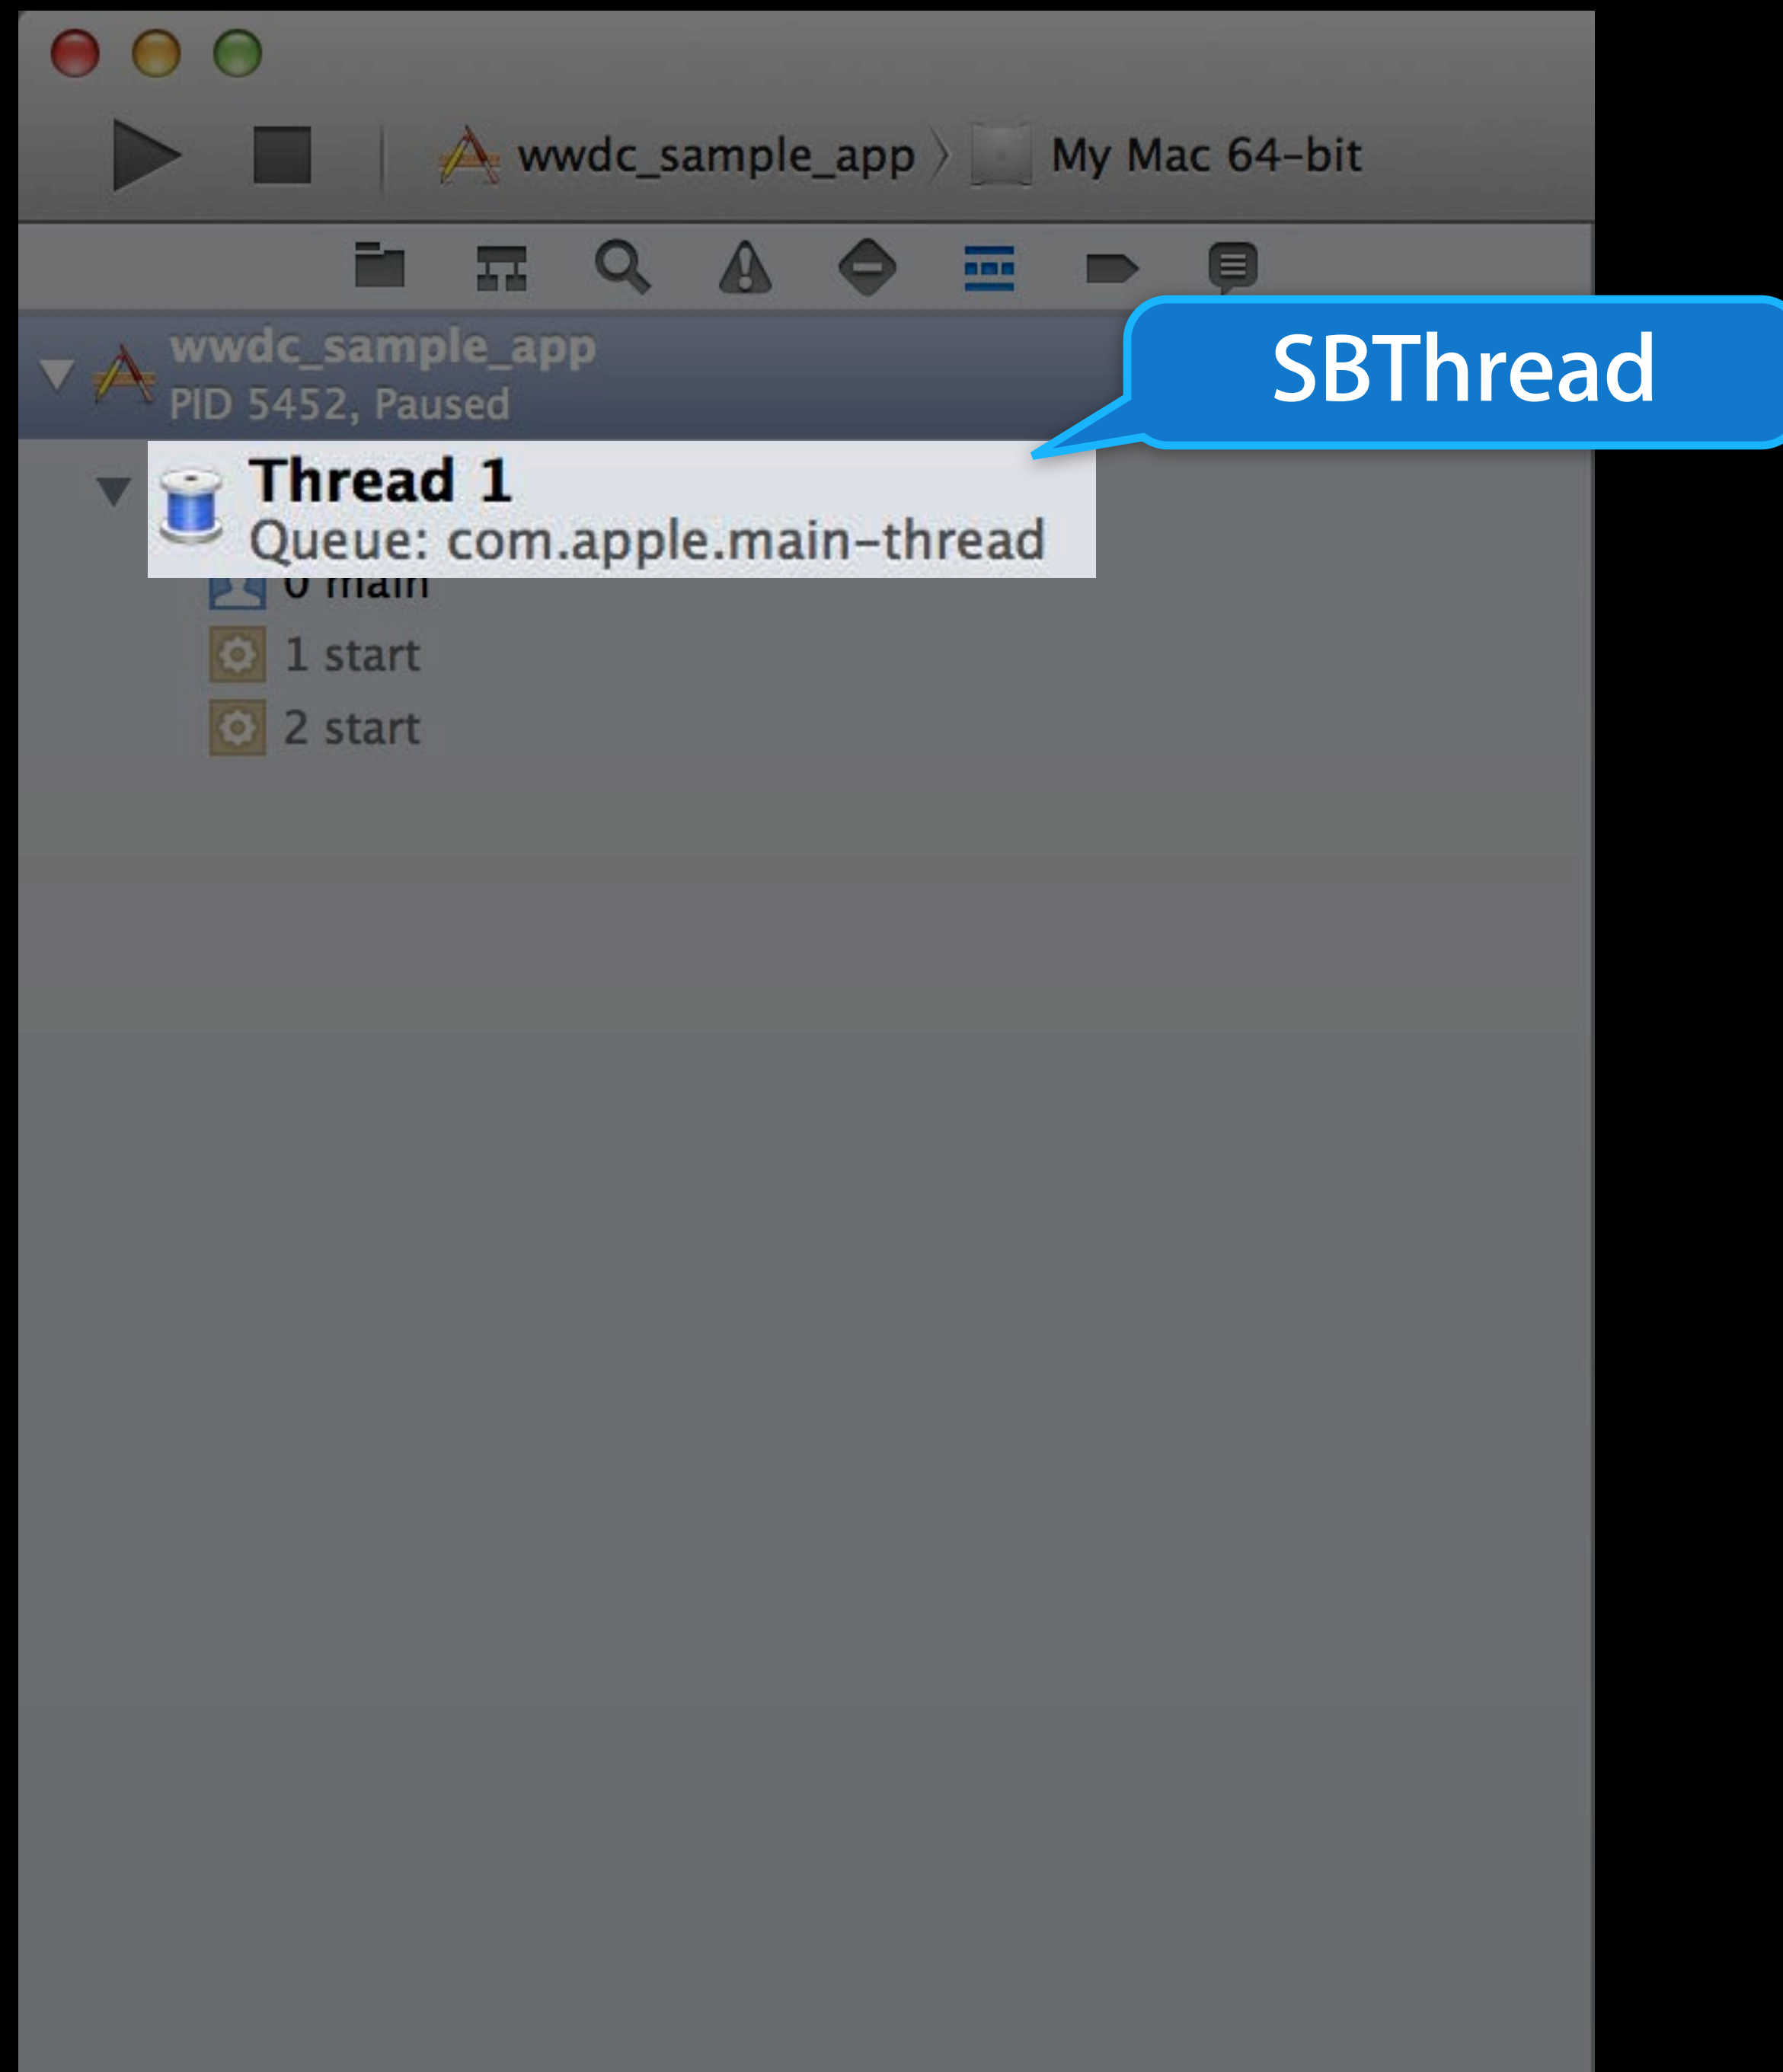 wwdc_sample_app My Mac 64-bit
wwdc_sample_app
PID 5452, Paused
SBThread
Thread 1
Queue: com.apple.main-thread
0 main
1 start
2 start